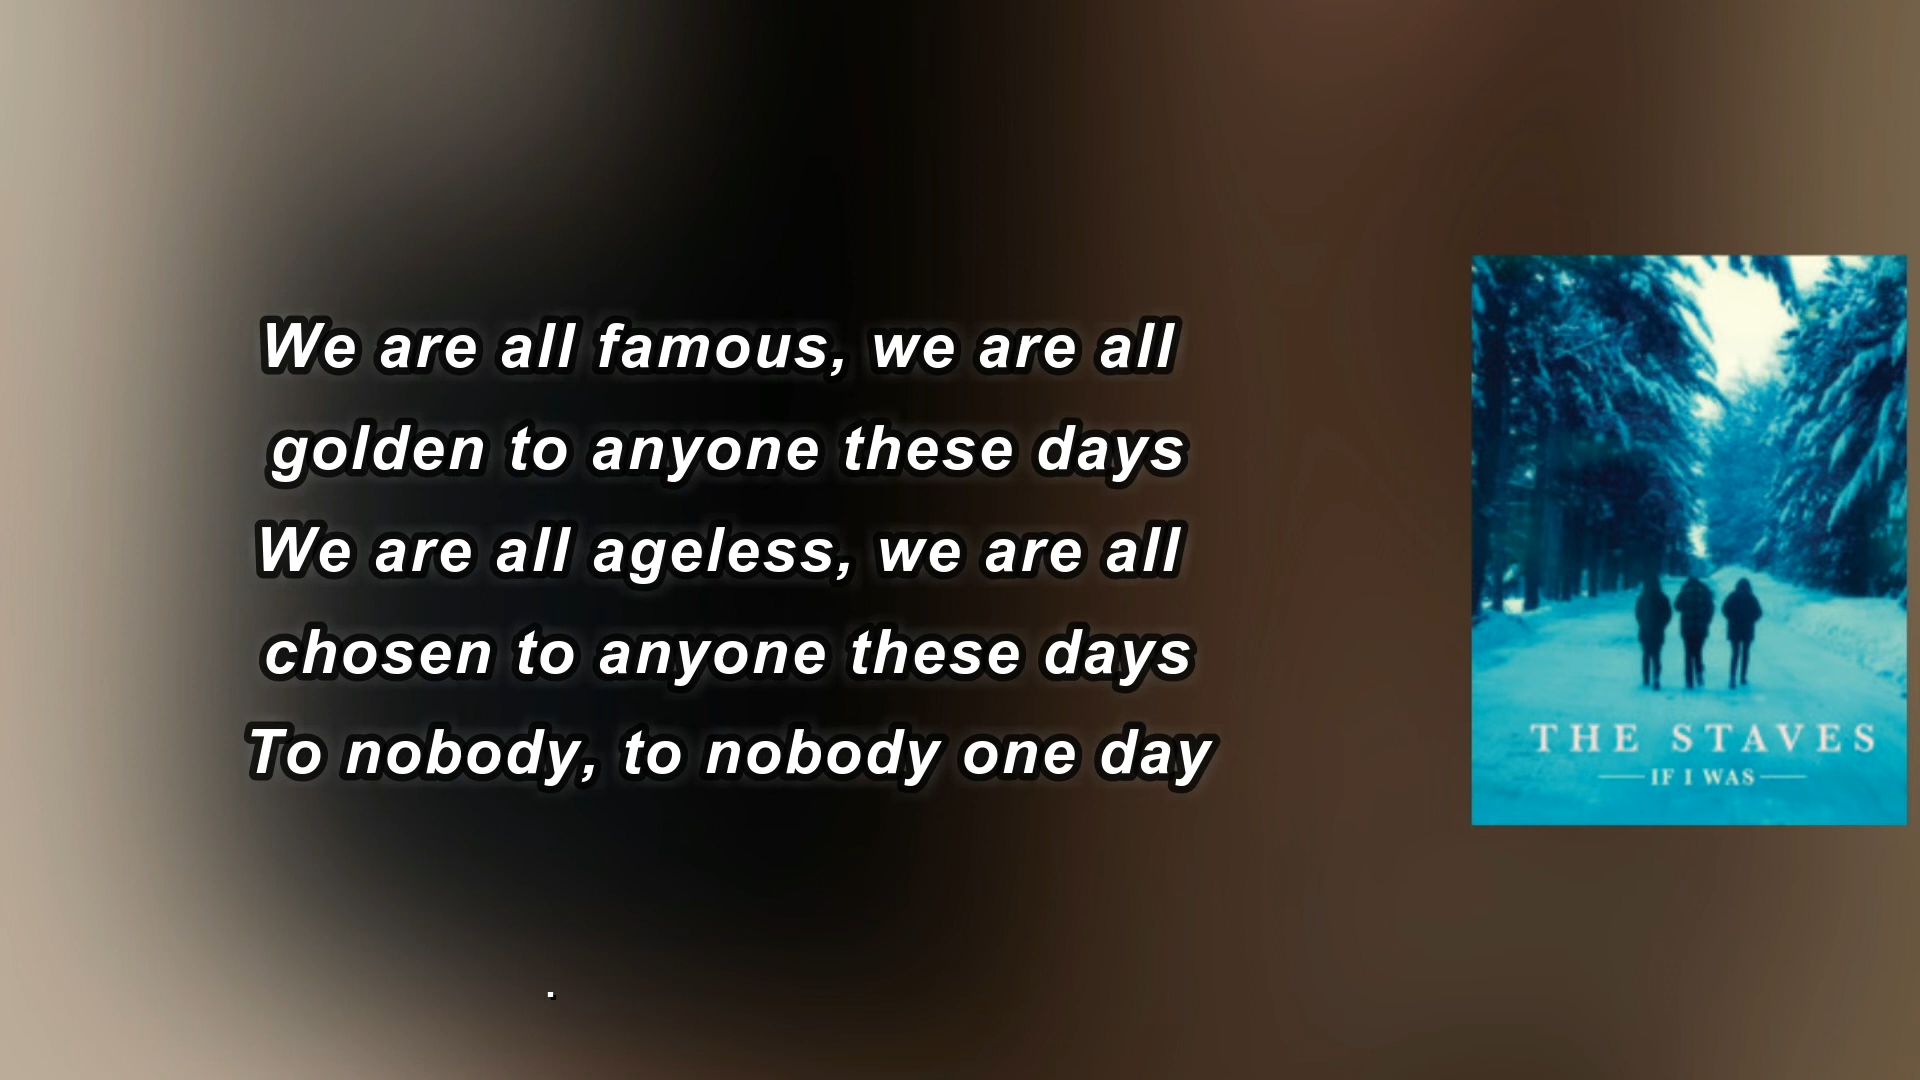 We are all famous, we are all
golden to anyone these days
We are all ageless, we are all
chosen to anyone these days
To nobody, to nobody one day
.
THE STAVES
IF I WAS